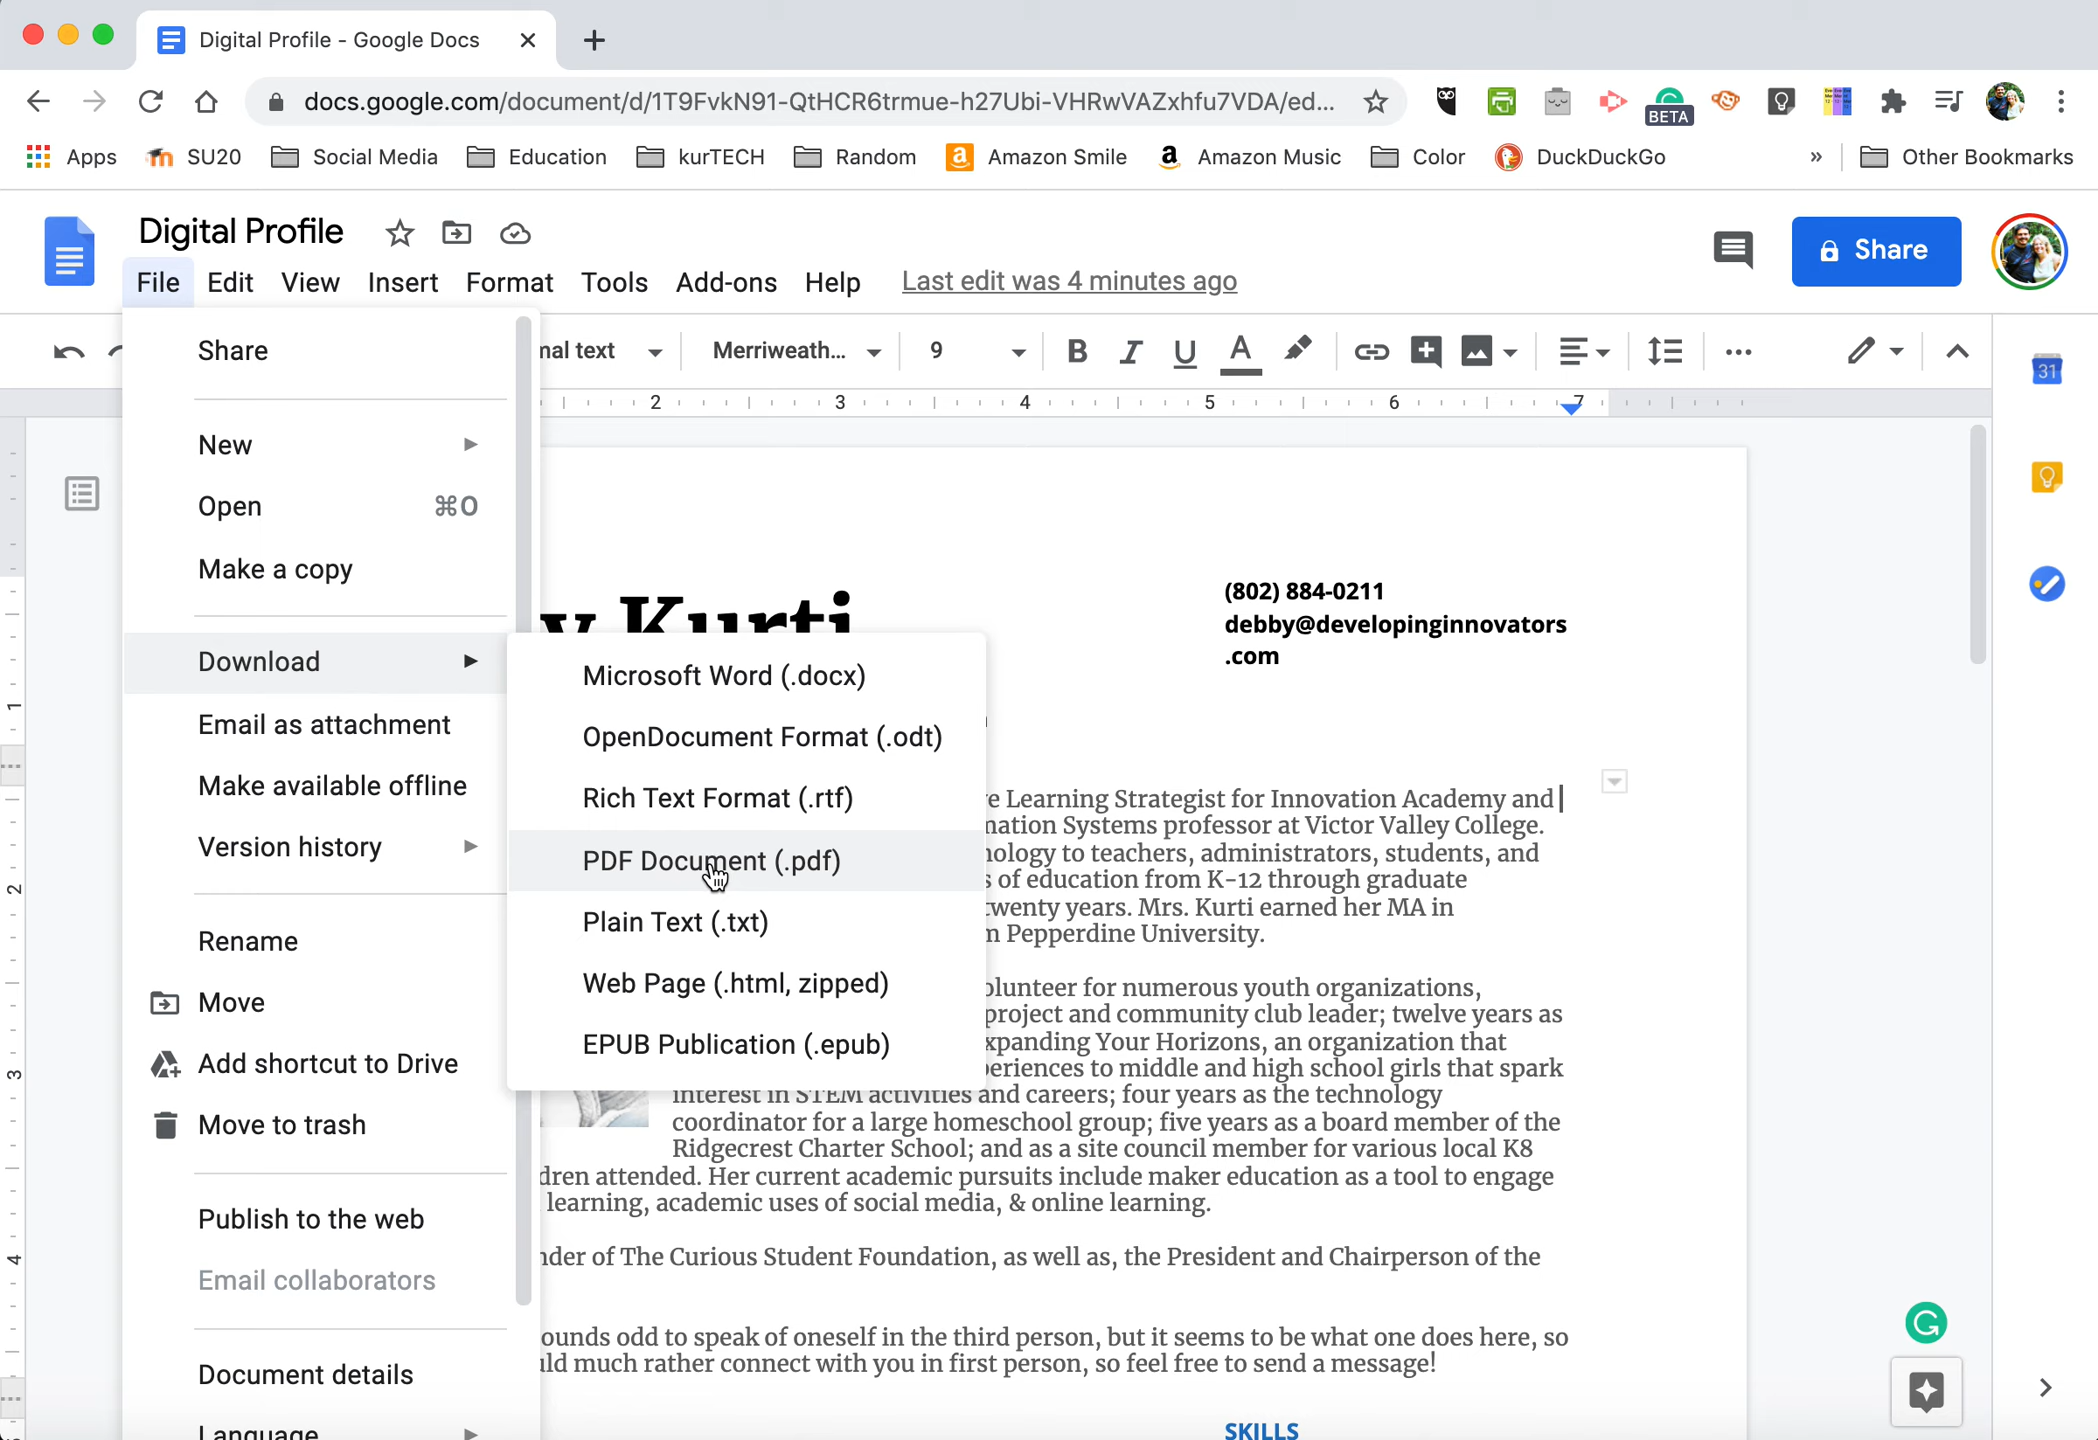 Digital Profile - Google Docs
docs.google.com/document/d/1T9FvkN91-QtHCR6trmue-h27Ubi-VHRwVAZxhfu7VDA/ed...
BETA
Apps SU20 Social Media Education kurTECH Random Amazon Smile Amazon Music Color DuckDuckGo » Other Bookmarks
Digital Profile
Share
File Edit View Insert Format Tools Add-ons Help Last edit was 4 minutes ago
mal text Merriweath... 9 B I U A
31
2 3 4 5 6 7
Share
New
Open ⌘O
Make a copy
Download
Email as attachment
Make available offline
Version history
Rename
Move
Add shortcut to Drive
Move to trash
Publish to the web
Email collaborators
Document details
Language
Microsoft Word (.docx)
OpenDocument Format (.odt)
Rich Text Format (.rtf)
PDF Document (.pdf)
Plain Text (.txt)
Web Page (.html, zipped)
EPUB Publication (.epub)
1
2
3
4
y Kurti
(802) 884-0211
debby@developinginnovators
.com
e Learning Strategist for Innovation Academy and
mation Systems professor at Victor Valley College.
nology to teachers, administrators, students, and
s of education from K-12 through graduate
twenty years. Mrs. Kurti earned her MA in
n Pepperdine University.
olunteer for numerous youth organizations,
project and community club leader; twelve years as
xpanding Your Horizons, an organization that
periences to middle and high school girls that spark
interest in STEM activities and careers; four years as the technology
coordinator for a large homeschool group; five years as a board member of the
Ridgecrest Charter School; and as a site council member for various local K8
dren attended. Her current academic pursuits include maker education as a tool to engage
learning, academic uses of social media, & online learning.
nder of The Curious Student Foundation, as well as, the President and Chairperson of the
ounds odd to speak of oneself in the third person, but it seems to be what one does here, so
uld much rather connect with you in first person, so feel free to send a message!
SKILLS